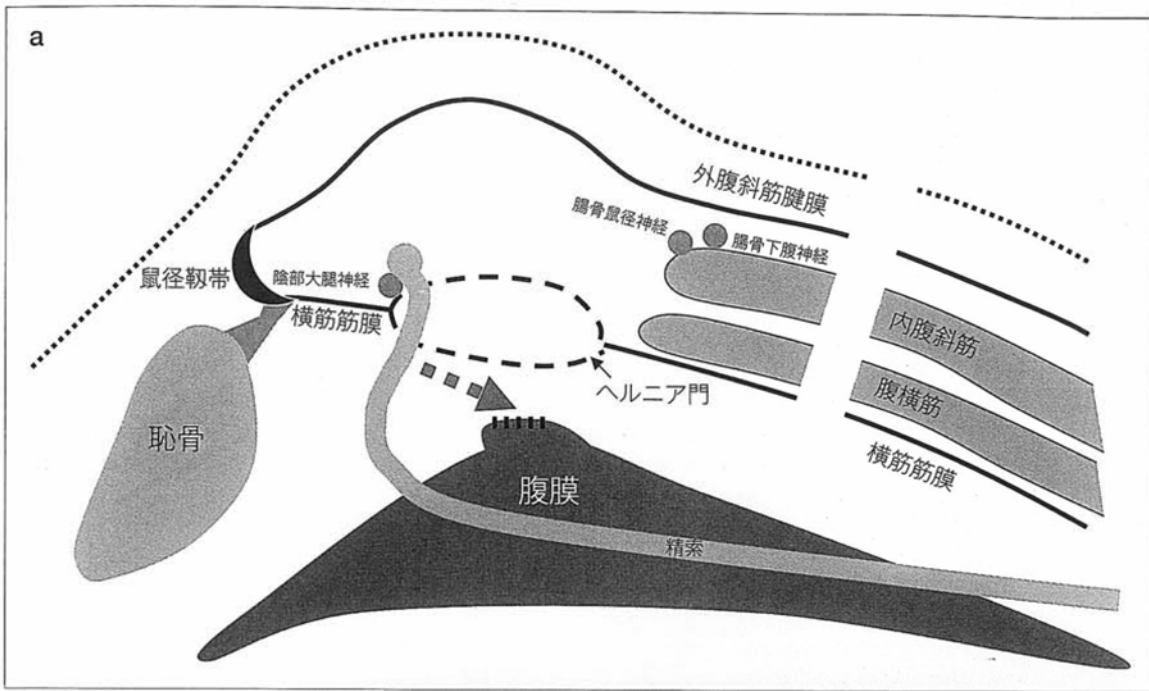 a
外腹斜筋腱膜
腸骨鼠径神経
腸骨下腹神経
鼠径靱帯
陰部大腿神経
横筋筋膜
内腹斜筋
ヘルニア門
腹横筋
恥骨
横筋筋膜
腹膜
精索